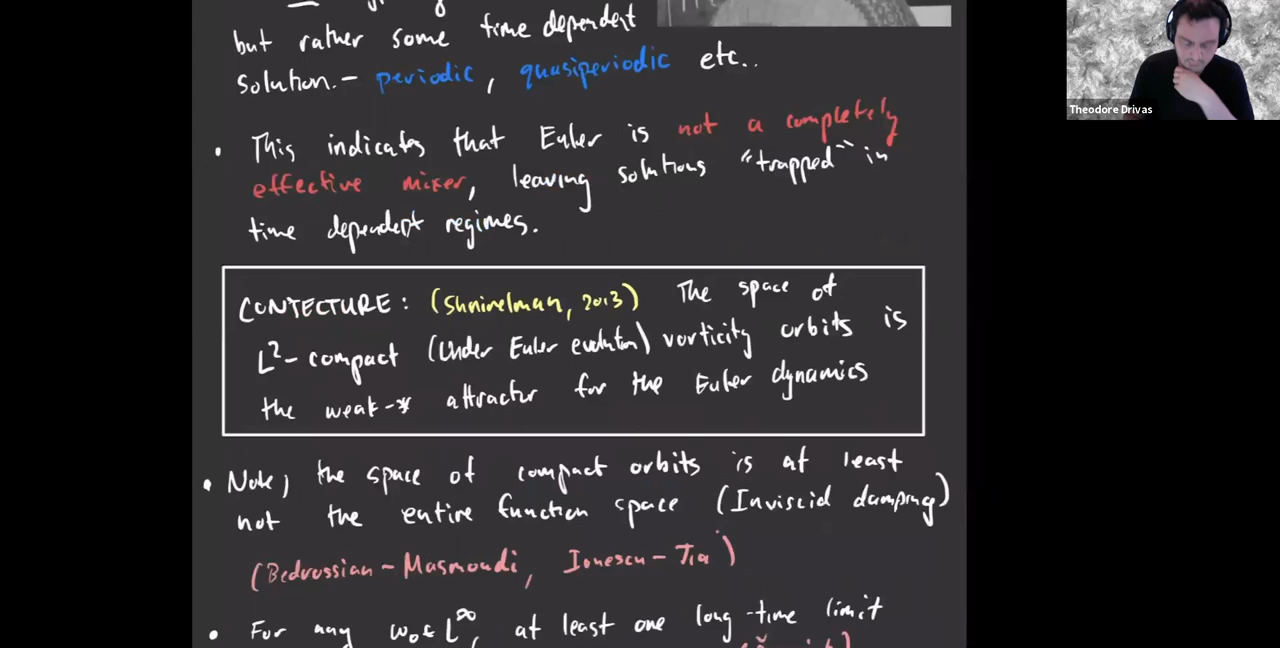 but rather some time dependent
solution. - periodic, quasiperiodic etc..
• This indicates that Euler is not a completely
effective mixer, leaving solutions "trapped" in
time dependent regimes.
CONJECTURE: (Shnirelman, 2013) The space of
L²-compact (under Euler evolution) vorticity orbits is
the weak-* attractor for the Euler dynamics
• Note, the space of compact orbits is at least
not the entire function space (Inviscid damping)
(Bedrossian - Masmoudi, Ionescu - Jia)
• For any ω₀ ∈ L^∞, at least one long-time limit
Theodore Drivas